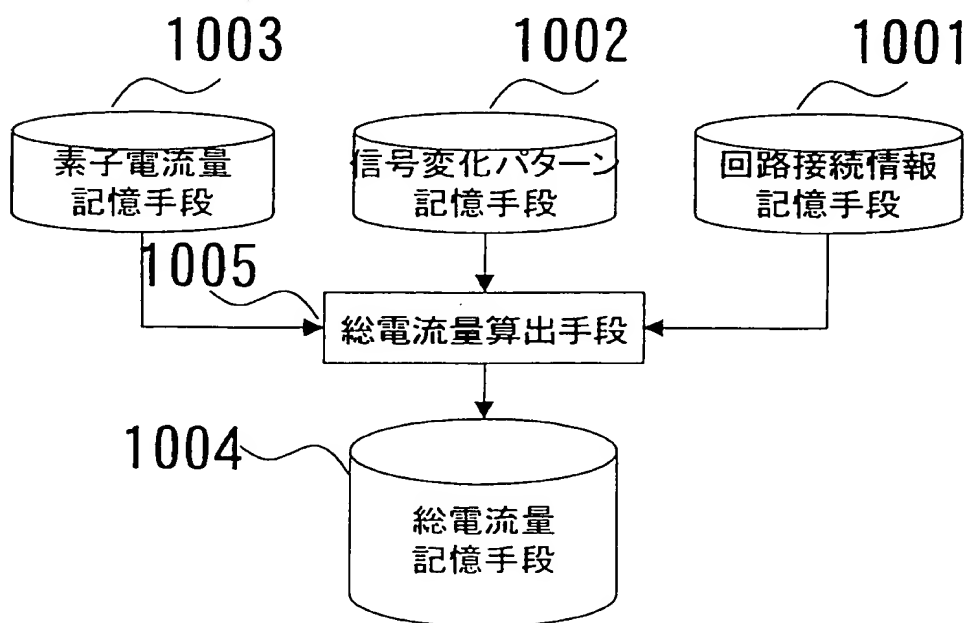 1003
1002
1001
素子電流量
記憶手段
信号変化パターン
記憶手段
回路接続情報
記憶手段
1005
総電流量算出手段
1004
総電流量
記憶手段